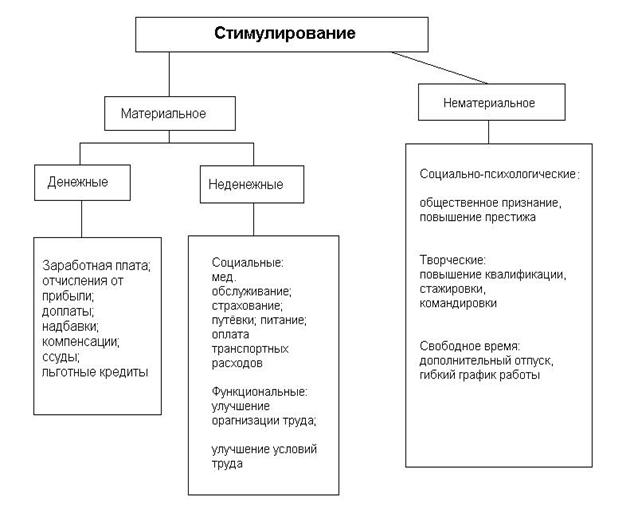 Стимулирование
Материальное
Нематериальное
Денежные
Неденежные
Заработная плата;
отчисления от
прибыли;
доплаты;
надбавки;
компенсации;
ссуды;
льготные кредиты
Социальные:
мед.
обслуживание;
страхование;
путёвки; питание;
оплата
транспортных
расходов
Функциональные:
улучшение
орагнизации труда;
улучшение условий
труда
Социально-психологические:
общественное признание,
повышение престижа
Творческие:
повышение квалификации,
стажировки,
командировки
Свободное время:
дополнительный отпуск,
гибкий график работы